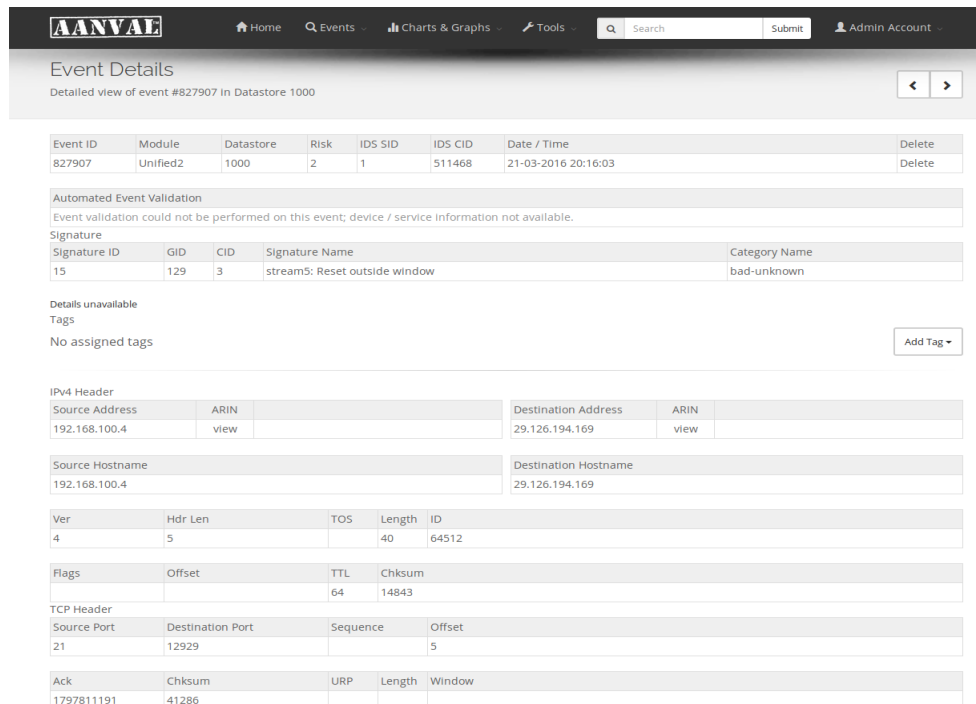 AANVAL Home Events Charts & Graphs Tools Search Submit Admin Account
Event Details
Detailed view of event #827907 in Datastore 1000
Event ID Module Datastore Risk IDS SID IDS CID Date / Time Delete
827907 Unified2 1000 2 1 511468 21-03-2016 20:16:03 Delete
Automated Event Validation
Event validation could not be performed on this event; device / service information not available.
Signature
Signature ID GID CID Signature Name Category Name
15 129 3 stream5: Reset outside window bad-unknown
Details unavailable
Tags
No assigned tags Add Tag
IPv4 Header
Source Address ARIN Destination Address ARIN
192.168.100.4 view 29.126.194.169 view
Source Hostname Destination Hostname
192.168.100.4 29.126.194.169
Ver Hdr Len TOS Length ID
4 5 40 64512
Flags Offset TTL Chksum
64 14843
TCP Header
Source Port Destination Port Sequence Offset
21 12929 5
Ack Chksum URP Length Window
1797811191 41286